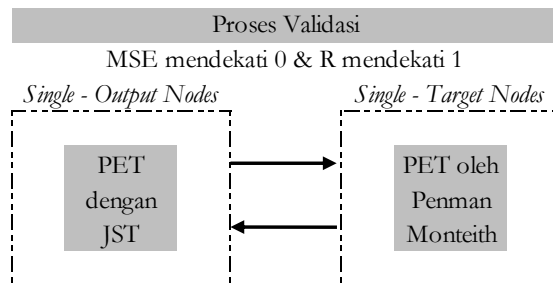 Proses Validasi
MSE mendekati 0 & R mendekati 1
Single - Output Nodes
Single - Target Nodes
PET
dengan
JST
PET oleh
Penman
Monteith